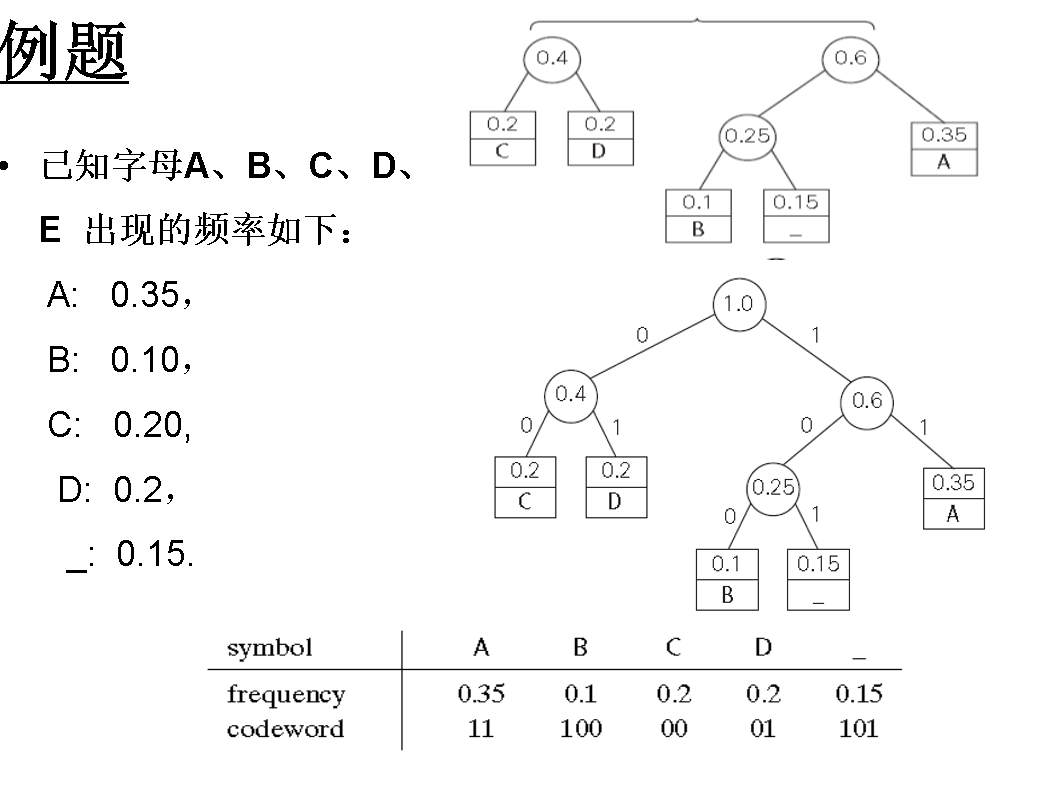 例题
• 已知字母A、B、C、D、
E 出现的频率如下：
A: 0.35，
B: 0.10，
C: 0.20,
D: 0.2，
_: 0.15.
0.4 0.6
0.2 0.2 0.25 0.35
C D A
0.1 0.15
B _
1.0
0 1
0.4 0.6
0 1 0 1
0.2 0.2 0.25 0.35
C D A
0 1
0.1 0.15
B _
symbol A B C D _
frequency 0.35 0.1 0.2 0.2 0.15
codeword 11 100 00 01 101